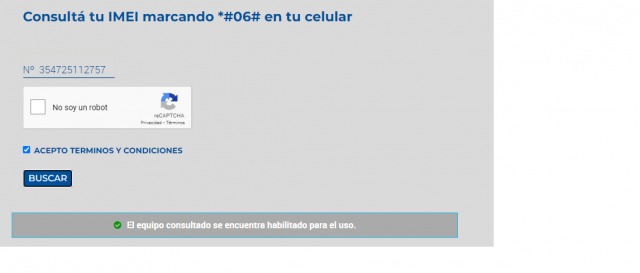 Consultá tu IMEI marcando *#06# en tu celular
Nº 354725112757
No soy un robot
reCAPTCHA
Privacidad - Términos
ACEPTO TERMINOS Y CONDICIONES
BUSCAR
El equipo consultado se encuentra habilitado para el uso.